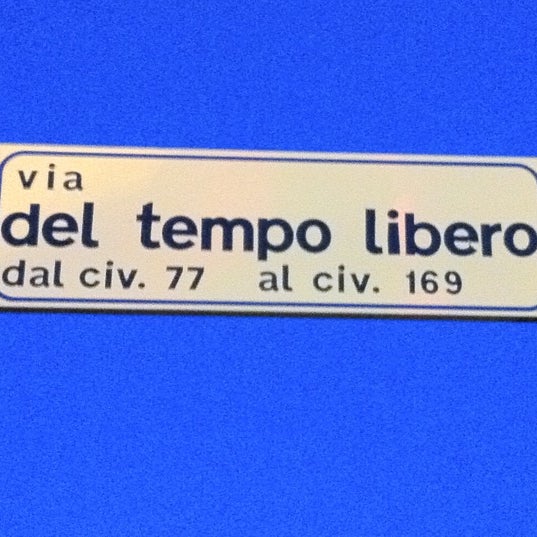 via
del tempo libero
dal civ. 77 al civ. 169